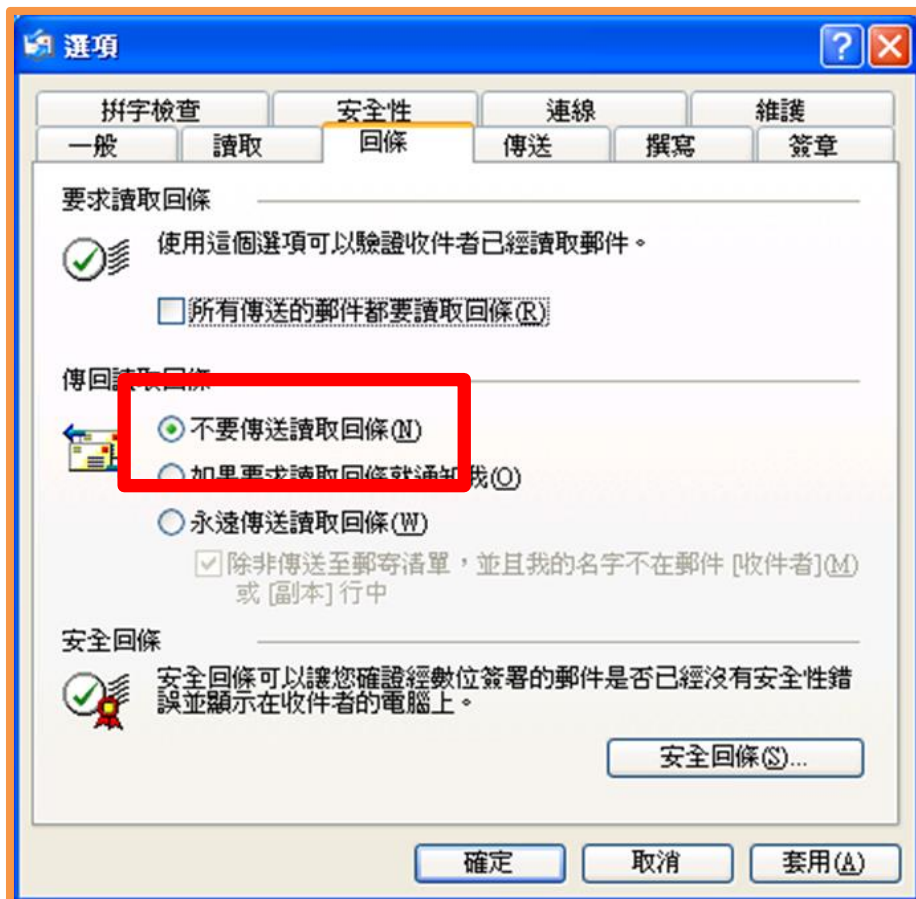 選項
拼字檢查 安全性 連線 維護
一般 讀取 回條 傳送 撰寫 簽章
要求讀取回條
使用這個選項可以驗證收件者已經讀取郵件。
所有傳送的郵件都要讀取回條(R)
傳回讀取回條
不要傳送讀取回條(N)
如果要求讀取回條就通知我(O)
永遠傳送讀取回條(W)
除非傳送至郵寄清單,並且我的名字不在郵件 [收件者](M)
或 [副本] 行中
安全回條
安全回條可以讓您確證經數位簽署的郵件是否已經沒有安全性錯
誤並顯示在收件者的電腦上。
安全回條(S)...
確定 取消 套用(A)